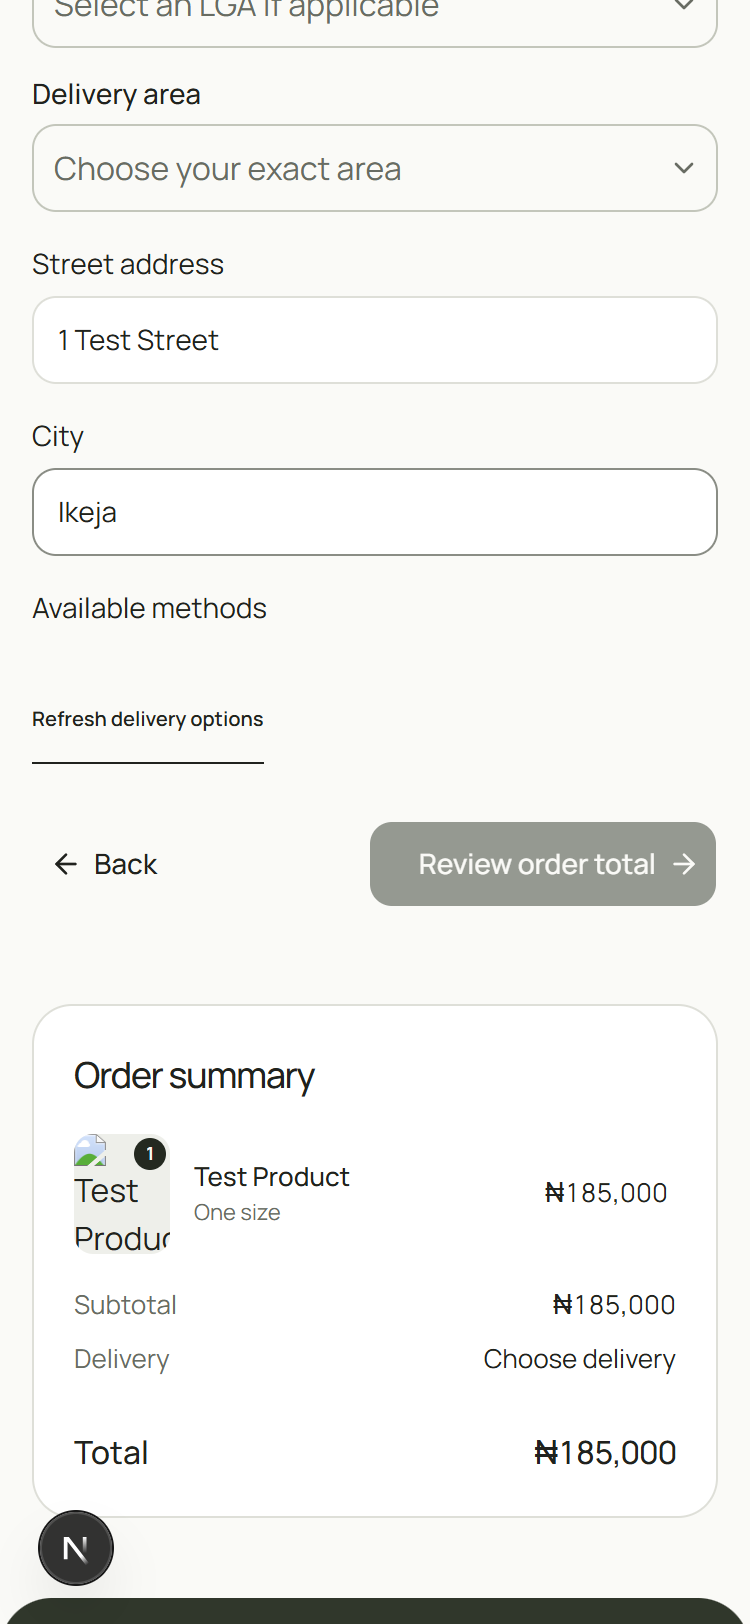 Select an LGA if applicable
Delivery area
Choose your exact area
Street address
1 Test Street
City
Ikeja
Available methods
Refresh delivery options
Back
Review order total
Order summary
1
Test
Produc
Test Product
One size
₦185,000
Subtotal
₦185,000
Delivery
Choose delivery
Total
₦185,000
N